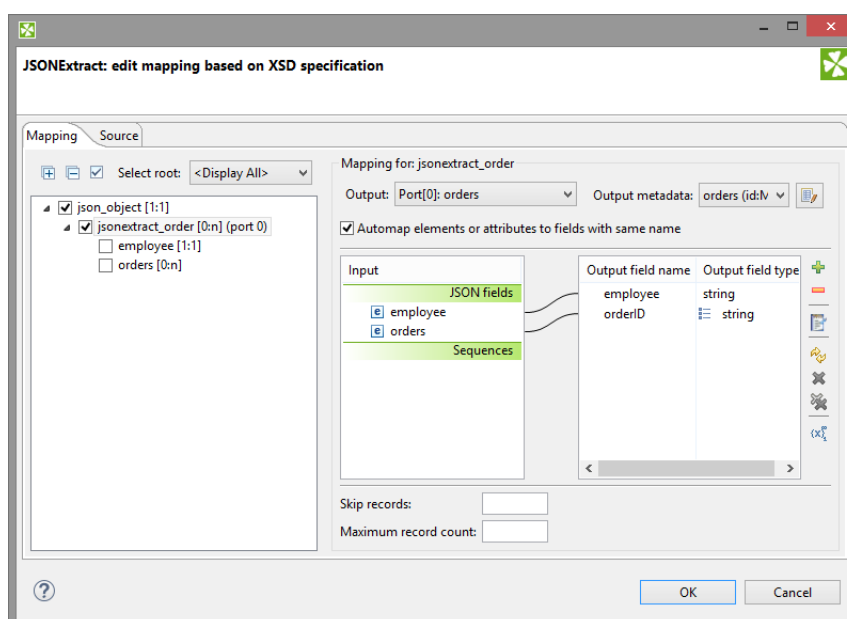 JSONExtract: edit mapping based on XSD specification
Mapping
Source
Select root: <Display All>
json_object [1:1]
jsonextract_order [0:n] (port 0)
employee [1:1]
orders [0:n]
Mapping for: jsonextract_order
Output: Port[0]: orders
Output metadata: orders (id:M
Automap elements or attributes to fields with same name
Input
JSON fields
e employee
e orders
Sequences
Output field name Output field type
employee string
orderID string
Skip records:
Maximum record count:
OK
Cancel